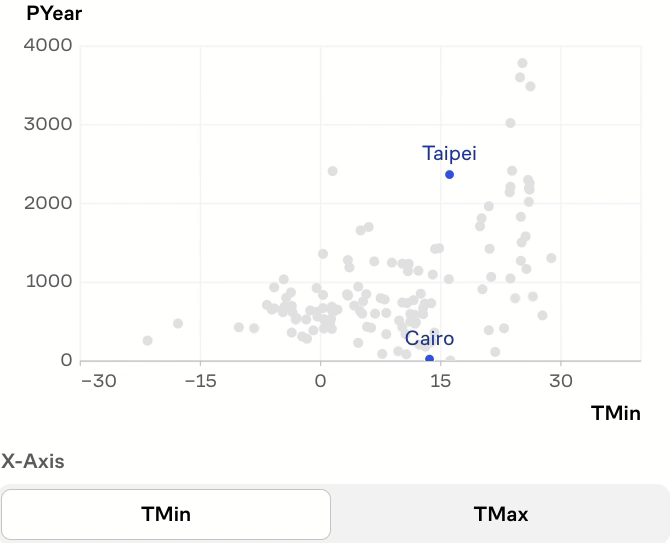 PYear
4000
3000
Taipei
2000
1000
Cairo
0
−30 −15 0 15 30
TMin
X-Axis
TMin TMax